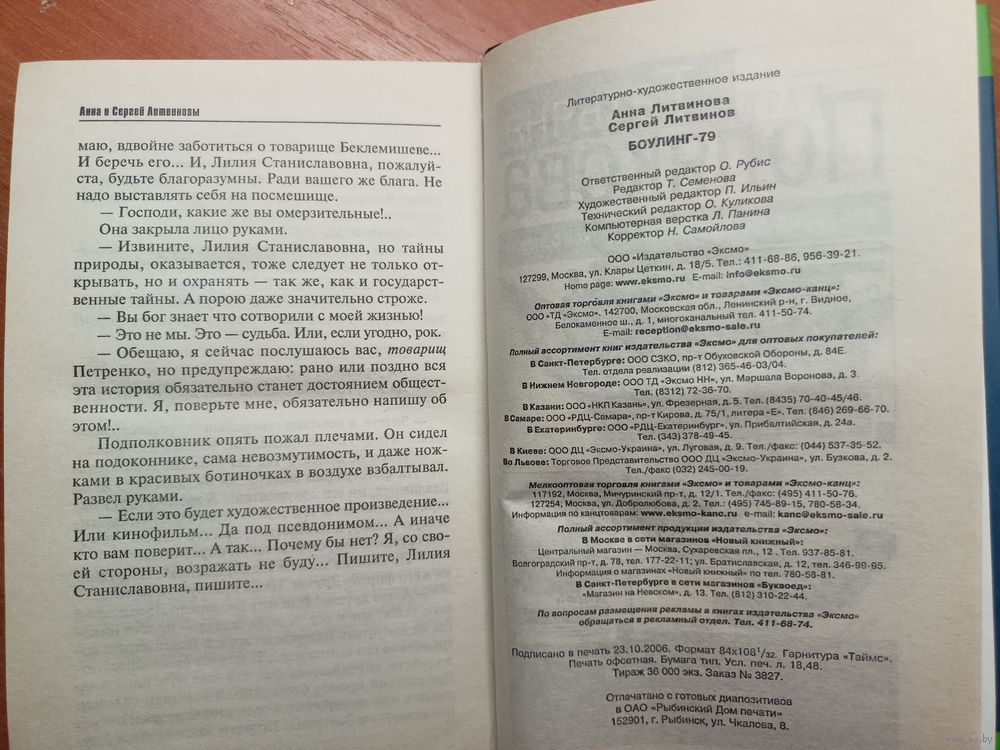 Анна и Сергей Литвиновы
маю, вдвойне заботиться о товарище Беклемишеве...
И беречь его... И, Лилия Станиславовна, пожалуй-
ста, будьте благоразумны. Ради вашего же блага. Не
надо выставлять себя на посмешище.
— Господи, какие же вы омерзительные!..
Она закрыла лицо руками.
— Извините, Лилия Станиславовна, но тайны
природы, оказывается, тоже следует не только от-
крывать, но и охранять — так же, как и государст-
венные тайны. А порою даже значительно строже.
— Вы бог знает что сотворили с моей жизнью!
— Это не мы. Это — судьба. Или, если угодно, рок.
— Обещаю, я сейчас послушаюсь вас, товарищ
Петренко, но предупреждаю: рано или поздно вся
эта история обязательно станет достоянием общест-
венности. Я, поверьте мне, обязательно напишу об
этом!..
Подполковник опять пожал плечами. Он сидел
на подоконнике, сама невозмутимость, и даже нож-
ками в красивых ботиночках в воздухе взбалтывал.
Развел руками.
— Если это будет художественное произведение...
Или кинофильм... Да под псевдонимом... А иначе
кто вам поверит... А так... Почему бы нет? Я, со сво-
ей стороны, возражать не буду... Пишите, Лилия
Станиславовна, пишите...
Литературно-художественное издание
Анна Литвинова
Сергей Литвинов
БОУЛИНГ-79
Ответственный редактор О. Рубис
Редактор Т. Семенова
Художественный редактор П. Ильин
Технический редактор О. Куликова
Компьютерная верстка Л. Панина
Корректор Н. Самойлова
ООО «Издательство «Эксмо»
127299, Москва, ул. Клары Цеткин, д. 18/5. Тел.: 411-68-86, 956-39-21.
Home page: www.eksmo.ru E-mail: info@eksmo.ru
Оптовая торговля книгами «Эксмо» и товарами «Эксмо-канц»:
ООО «ТД «Эксмо». 142700, Московская обл., Ленинский р-н, г. Видное,
Белокаменное ш., д. 1, многоканальный тел. 411-50-74.
E-mail: reception@eksmo-sale.ru
Полный ассортимент книг издательства «Эксмо» для оптовых покупателей:
В Санкт-Петербурге: ООО СЗКО, пр-т Обуховской Обороны, д. 84Е.
Тел. отдела реализации (812) 365-46-03/04.
В Нижнем Новгороде: ООО ТД «Эксмо НН», ул. Маршала Воронова, д. 3.
Тел. (8312) 72-36-70.
В Казани: ООО «НКП Казань», ул. Фрезерная, д. 5. Тел. (8435) 70-40-45/46.
В Самаре: ООО «РДЦ-Самара», пр-т Кирова, д. 75/1, литера «Е». Тел. (846) 269-66-70.
В Екатеринбурге: ООО «РДЦ-Екатеринбург», ул. Прибалтийская, д. 24а.
Тел. (343) 378-49-45.
В Киеве: ООО ДЦ «Эксмо-Украина», ул. Луговая, д. 9. Тел./факс: (044) 537-35-52.
Во Львове: Торговое Представительство ООО ДЦ «Эксмо-Украина», ул. Бузкова, д. 2.
Тел./факс (032) 245-00-19.
Мелкооптовая торговля книгами «Эксмо» и товарами «Эксмо-канц»:
117192, Москва, Мичуринский пр-т, д. 12/1. Тел./факс: (495) 411-50-76.
127254, Москва, ул. Добролюбова, д. 2. Тел.: (495) 745-89-15, 780-58-34.
Информация по канцтоварам: www.eksmo-kanc.ru e-mail: kanc@eksmo-sale.ru
Полный ассортимент продукции издательства «Эксмо»:
В Москве в сети магазинов «Новый книжный»:
Центральный магазин — Москва, Сухаревская пл., 12 . Тел. 937-85-81.
Волгоградский пр-т, д. 78, тел. 177-22-11; ул. Братиславская, д. 12, тел. 346-99-95.
Информация о магазинах «Новый книжный» по тел. 780-58-81.
В Санкт-Петербурге в сети магазинов «Буквоед»:
«Магазин на Невском», д. 13. Тел. (812) 310-22-44.
По вопросам размещения рекламы в книгах издательства «Эксмо»
обращаться в рекламный отдел. Тел. 411-68-74.
Подписано в печать 23.10.2006. Формат 84х108 1/32. Гарнитура «Таймс».
Печать офсетная. Бумага тип. Усл. печ. л. 18,48.
Тираж 36 000 экз. Заказ № 3827.
Отпечатано с готовых диапозитивов
в ОАО «Рыбинский Дом печати»
152901, г. Рыбинск, ул. Чкалова, 8.
www.ay.by